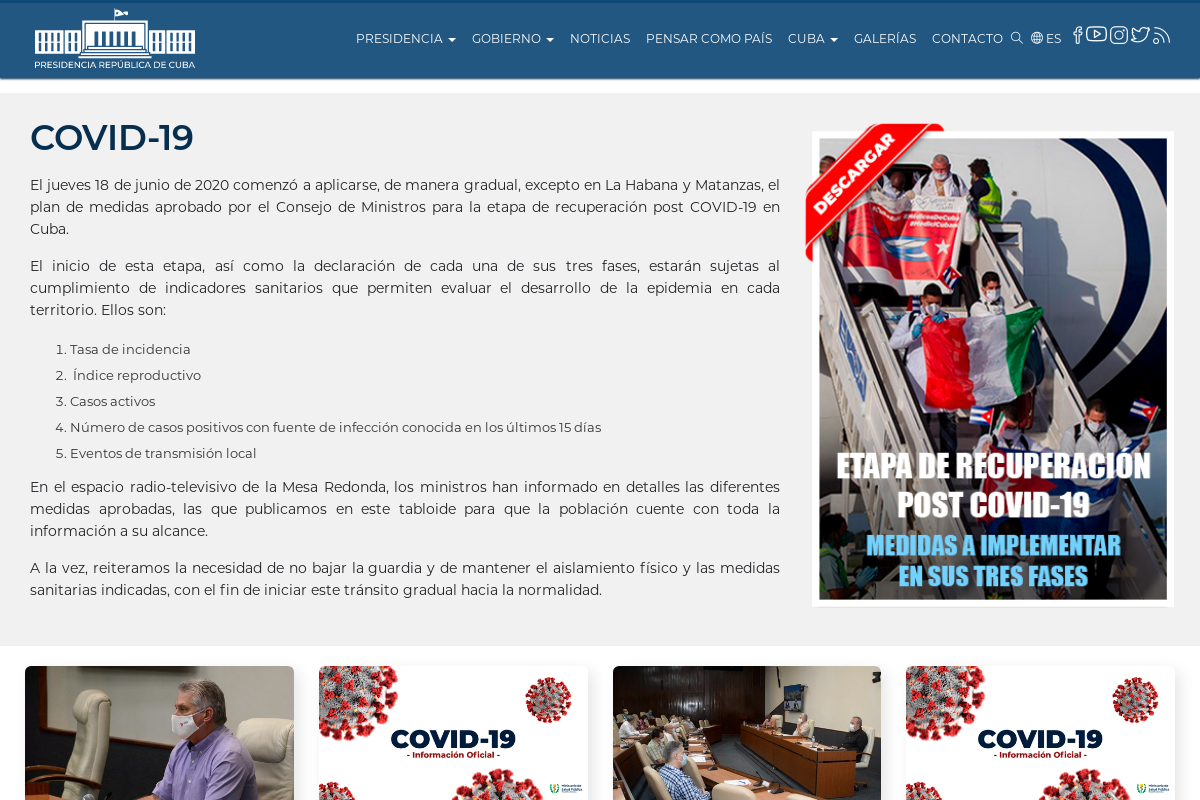 PRESIDENCIA REPÚBLICA DE CUBA
PRESIDENCIA
GOBIERNO
NOTICIAS
PENSAR COMO PAÍS
CUBA
GALERÍAS
CONTACTO
ES
COVID-19
El jueves 18 de junio de 2020 comenzó a aplicarse, de manera gradual, excepto en La Habana y Matanzas, el
plan de medidas aprobado por el Consejo de Ministros para la etapa de recuperación post COVID-19 en
Cuba.
El inicio de esta etapa, así como la declaración de cada una de sus tres fases, estarán sujetas al
cumplimiento de indicadores sanitarios que permiten evaluar el desarrollo de la epidemia en cada
territorio. Ellos son:
1. Tasa de incidencia
2. Índice reproductivo
3. Casos activos
4. Número de casos positivos con fuente de infección conocida en los últimos 15 días
5. Eventos de transmisión local
En el espacio radio-televisivo de la Mesa Redonda, los ministros han informado en detalles las diferentes
medidas aprobadas, las que publicamos en este tabloide para que la población cuente con toda la
información a su alcance.
A la vez, reiteramos la necesidad de no bajar la guardia y de mantener el aislamiento físico y las medidas
sanitarias indicadas, con el fin de iniciar este tránsito gradual hacia la normalidad.
DESCARGAR
#MédicosDeCuba
ETAPA DE RECUPERACIÓN
POST COVID-19
MEDIDAS A IMPLEMENTAR
EN SUS TRES FASES
COVID-19
- Información Oficial -
Ministerio de
Salud Pública
COVID-19
- Información Oficial -
Ministerio de
Salud Pública